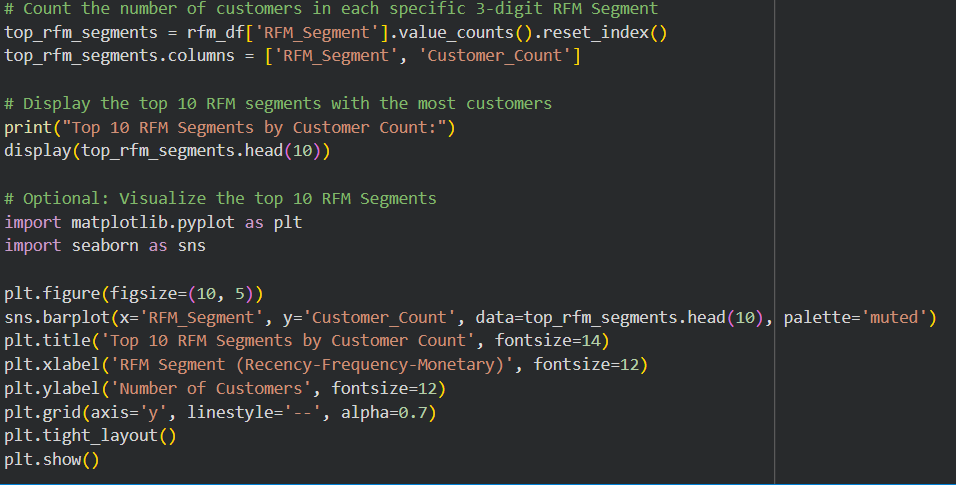 # Count the number of customers in each specific 3-digit RFM Segment
top_rfm_segments = rfm_df['RFM_Segment'].value_counts().reset_index()
top_rfm_segments.columns = ['RFM_Segment', 'Customer_Count']

# Display the top 10 RFM segments with the most customers
print("Top 10 RFM Segments by Customer Count:")
display(top_rfm_segments.head(10))

# Optional: Visualize the top 10 RFM Segments
import matplotlib.pyplot as plt
import seaborn as sns

plt.figure(figsize=(10, 5))
sns.barplot(x='RFM_Segment', y='Customer_Count', data=top_rfm_segments.head(10), palette='muted')
plt.title('Top 10 RFM Segments by Customer Count', fontsize=14)
plt.xlabel('RFM Segment (Recency-Frequency-Monetary)', fontsize=12)
plt.ylabel('Number of Customers', fontsize=12)
plt.grid(axis='y', linestyle='--', alpha=0.7)
plt.tight_layout()
plt.show()